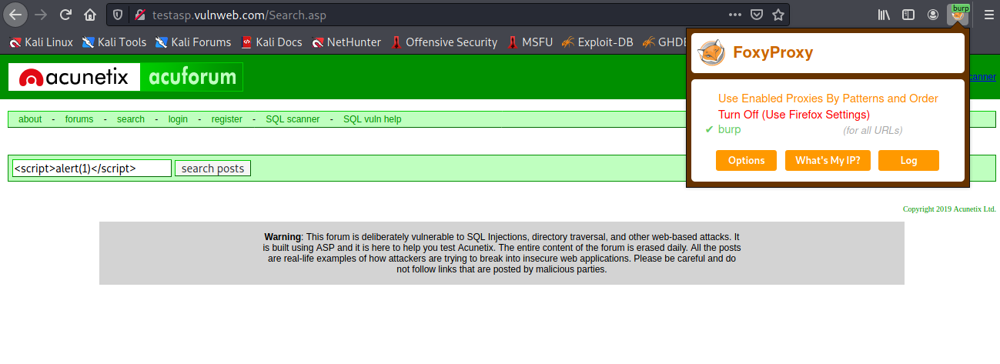 burp
testasp.vulnweb.com/Search.asp
Kali Linux Kali Tools Kali Forums Kali Docs NetHunter Offensive Security MSFU Exploit-DB GHDB
FoxyProxy
Use Enabled Proxies By Patterns and Order
Turn Off (Use Firefox Settings)
✔ burp (for all URLs)
Options What's My IP? Log
acunetix acuforum
about - forums - search - login - register - SQL scanner - SQL vuln help
<script>alert(1)</script> search posts
Copyright 2019 Acunetix Ltd.
Warning: This forum is deliberately vulnerable to SQL Injections, directory traversal, and other web-based attacks. It
is built using ASP and it is here to help you test Acunetix. The entire content of the forum is erased daily. All the posts
are real-life examples of how attackers are trying to break into insecure web applications. Please be careful and do
not follow links that are posted by malicious parties.